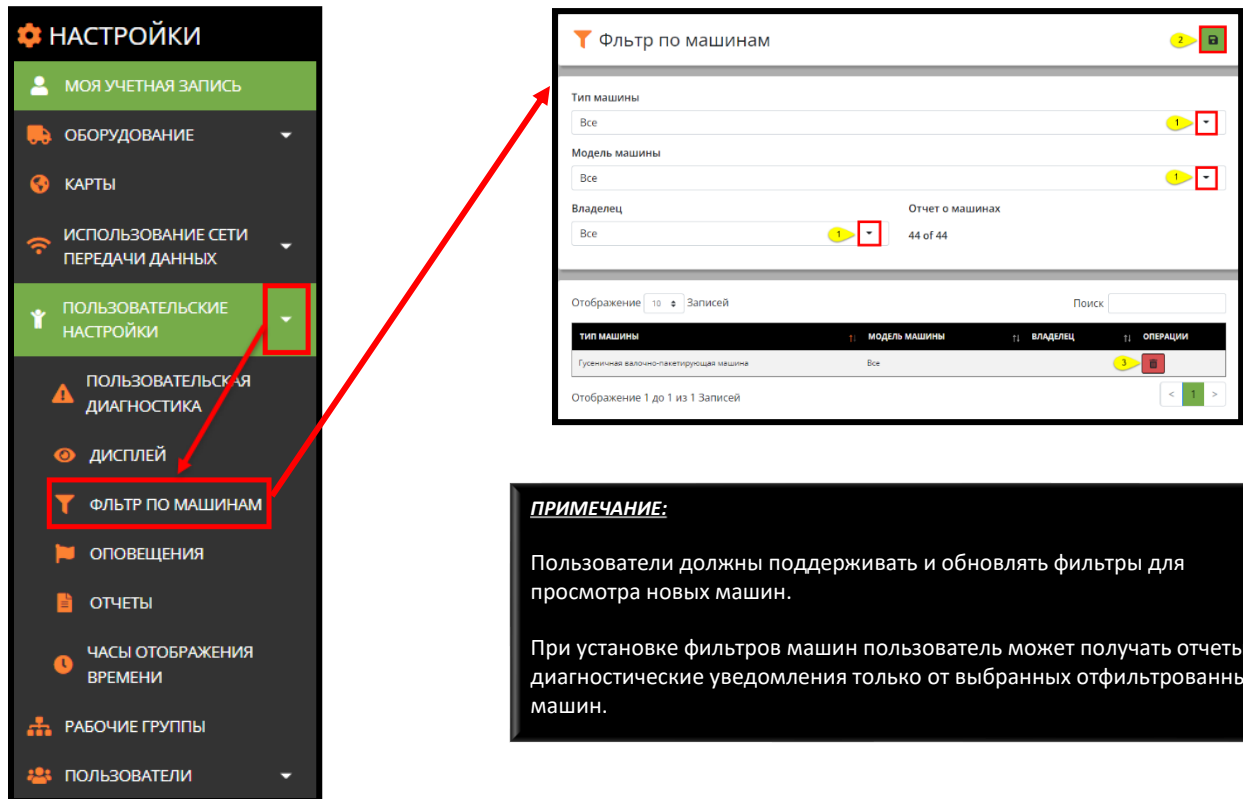 НАСТРОЙКИ
МОЯ УЧЕТНАЯ ЗАПИСЬ
ОБОРУДОВАНИЕ
КАРТЫ
ИСПОЛЬЗОВАНИЕ СЕТИ
ПЕРЕДАЧИ ДАННЫХ
ПОЛЬЗОВАТЕЛЬСКИЕ
НАСТРОЙКИ
ПОЛЬЗОВАТЕЛЬСКАЯ
ДИАГНОСТИКА
ДИСПЛЕЙ
ФЛЬТР ПО МАШИНАМ
ОПОВЕЩЕНИЯ
ОТЧЕТЫ
ЧАСЫ ОТОБРАЖЕНИЯ
ВРЕМЕНИ
РАБОЧИЕ ГРУППЫ
ПОЛЬЗОВАТЕЛИ
Фльтр по машинам 2
Тип машины
Все 1
Модель машины
Все 1
Владелец Отчет о машинах
Все 1 44 of 44
Отображение 10 Записей Поиск
ТИП МАШИНЫ МОДЕЛЬ МАШИНЫ ВЛАДЕЛЕЦ ОПЕРАЦИИ
Гусеничная валочно-пакетирующая машина Все 3
Отображение 1 до 1 из 1 Записей < 1 >
ПРИМЕЧАНИЕ:
Пользователи должны поддерживать и обновлять фильтры для
просмотра новых машин.
При установке фильтров машин пользователь может получать отчеты
диагностические уведомления только от выбранных
машин.